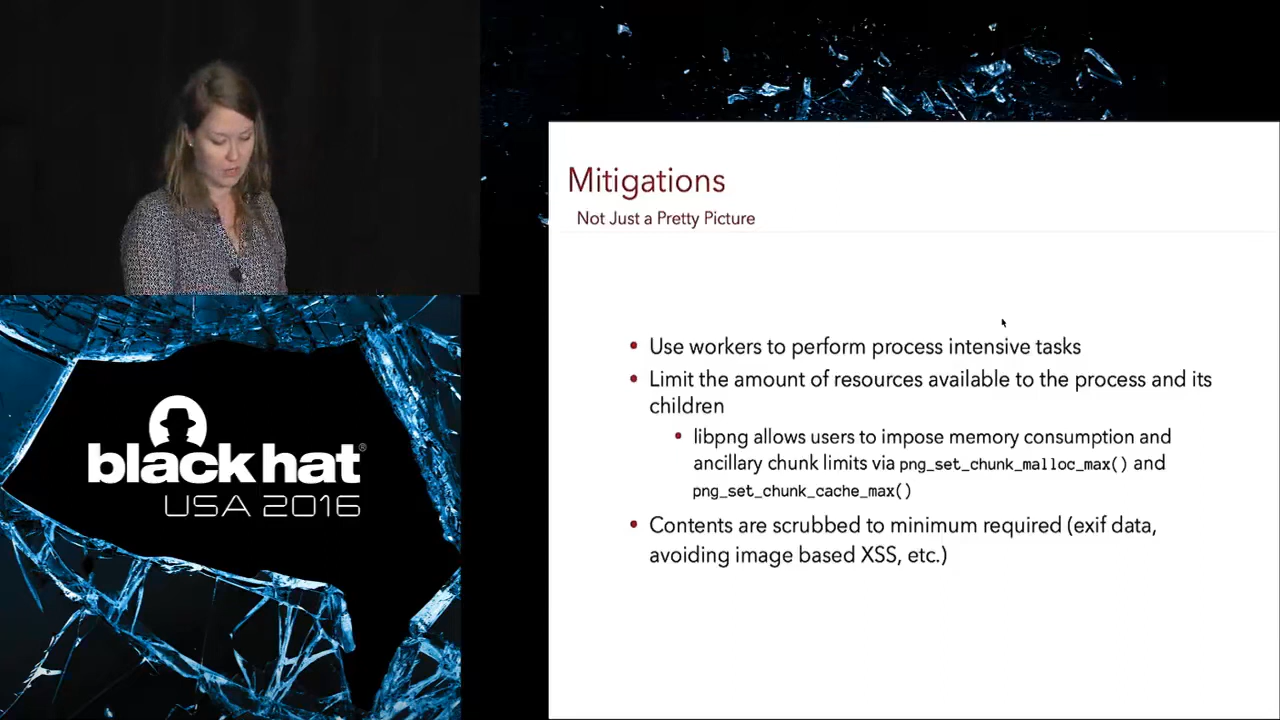 Mitigations
Not Just a Pretty Picture
• Use workers to perform process intensive tasks
• Limit the amount of resources available to the process and its
children
• libpng allows users to impose memory consumption and
ancillary chunk limits via png_set_chunk_malloc_max() and
png_set_chunk_cache_max()
• Contents are scrubbed to minimum required (exif data,
avoiding image based XSS, etc.)
black hat®
USA 2016